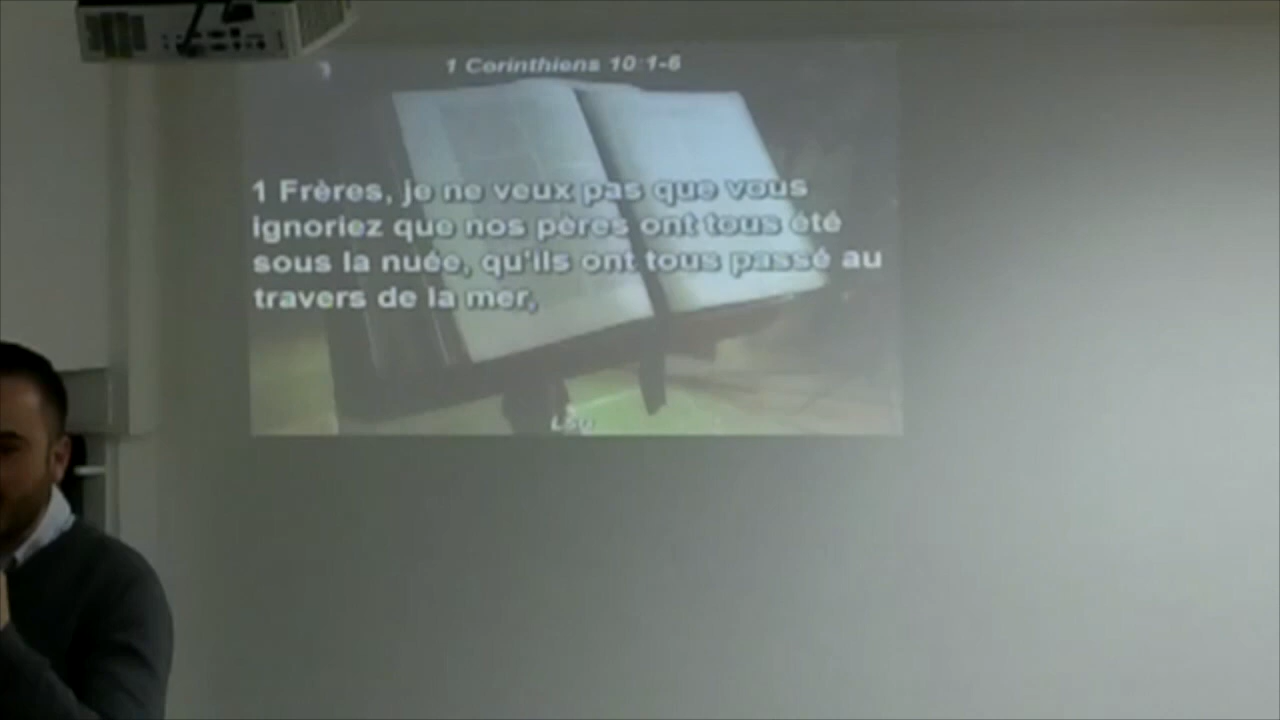 1 Corinthiens 10:1-6
1 Frères, je ne veux pas que vous
ignoriez que nos pères ont tous été
sous la nuée, qu'ils ont tous passé au
travers de la mer,